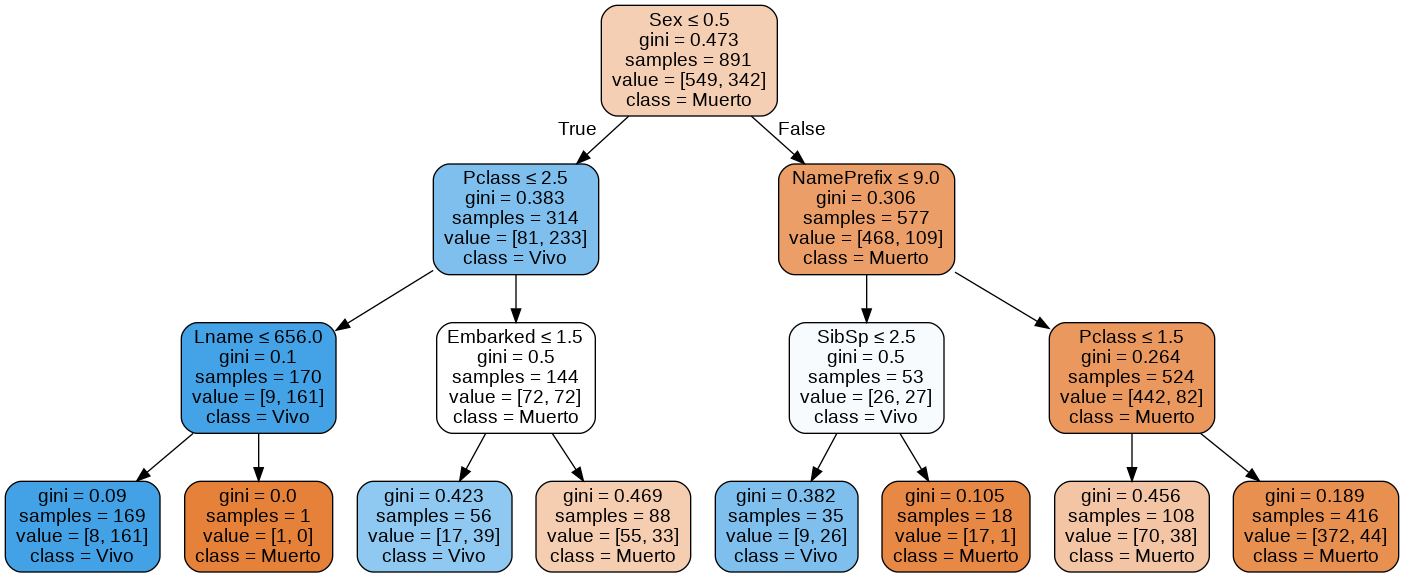 Sex ≤ 0.5
gini = 0.473
samples = 891
value = [549, 342]
class = Muerto
True
False
Pclass ≤ 2.5
gini = 0.383
samples = 314
value = [81, 233]
class = Vivo
NamePrefix ≤ 9.0
gini = 0.306
samples = 577
value = [468, 109]
class = Muerto
Lname ≤ 656.0
gini = 0.1
samples = 170
value = [9, 161]
class = Vivo
Embarked ≤ 1.5
gini = 0.5
samples = 144
value = [72, 72]
class = Muerto
SibSp ≤ 2.5
gini = 0.5
samples = 53
value = [26, 27]
class = Vivo
Pclass ≤ 1.5
gini = 0.264
samples = 524
value = [442, 82]
class = Muerto
gini = 0.09
samples = 169
value = [8, 161]
class = Vivo
gini = 0.0
samples = 1
value = [1, 0]
class = Muerto
gini = 0.423
samples = 56
value = [17, 39]
class = Vivo
gini = 0.469
samples = 88
value = [55, 33]
class = Muerto
gini = 0.382
samples = 35
value = [9, 26]
class = Vivo
gini = 0.105
samples = 18
value = [17, 1]
class = Muerto
gini = 0.456
samples = 108
value = [70, 38]
class = Muerto
gini = 0.189
samples = 416
value = [372, 44]
class = Muerto